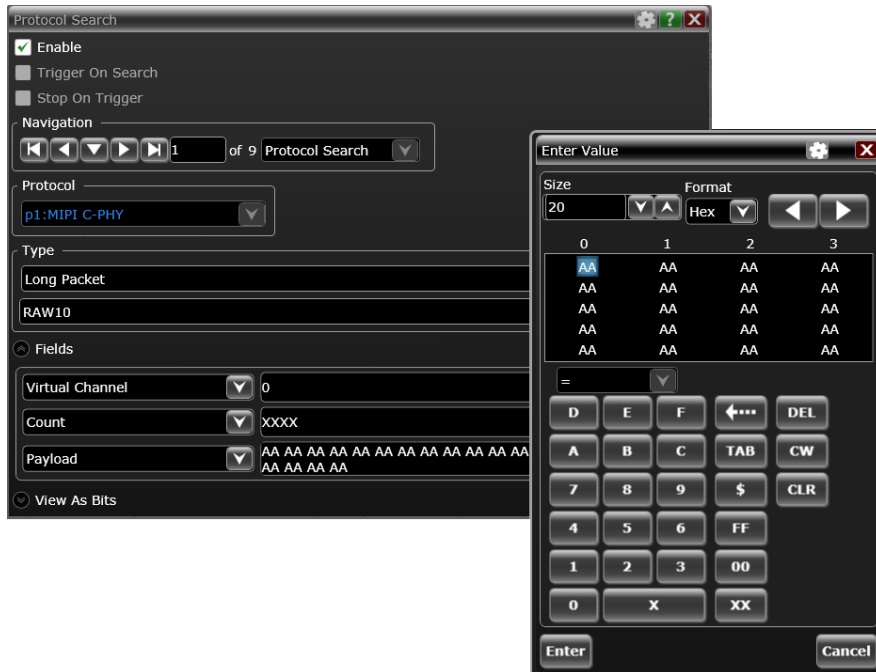 Protocol Search
Enable
Trigger On Search
Stop On Trigger
Navigation
1 of 9 Protocol Search
Protocol
p1:MIPI C-PHY
Type
Long Packet
RAW10
Fields
Virtual Channel 0
Count XXXX
Payload AA AA AA AA AA AA AA AA AA AA AA AA
AA AA AA AA
View As Bits
Enter Value
Size Format
20 Hex
0 1 2 3
AA AA AA AA
AA AA AA AA
AA AA AA AA
AA AA AA AA
AA AA AA AA
=
D E F DEL
A B C TAB CW
7 8 9 $ CLR
4 5 6 FF
1 2 3 00
0 X XX
Enter Cancel